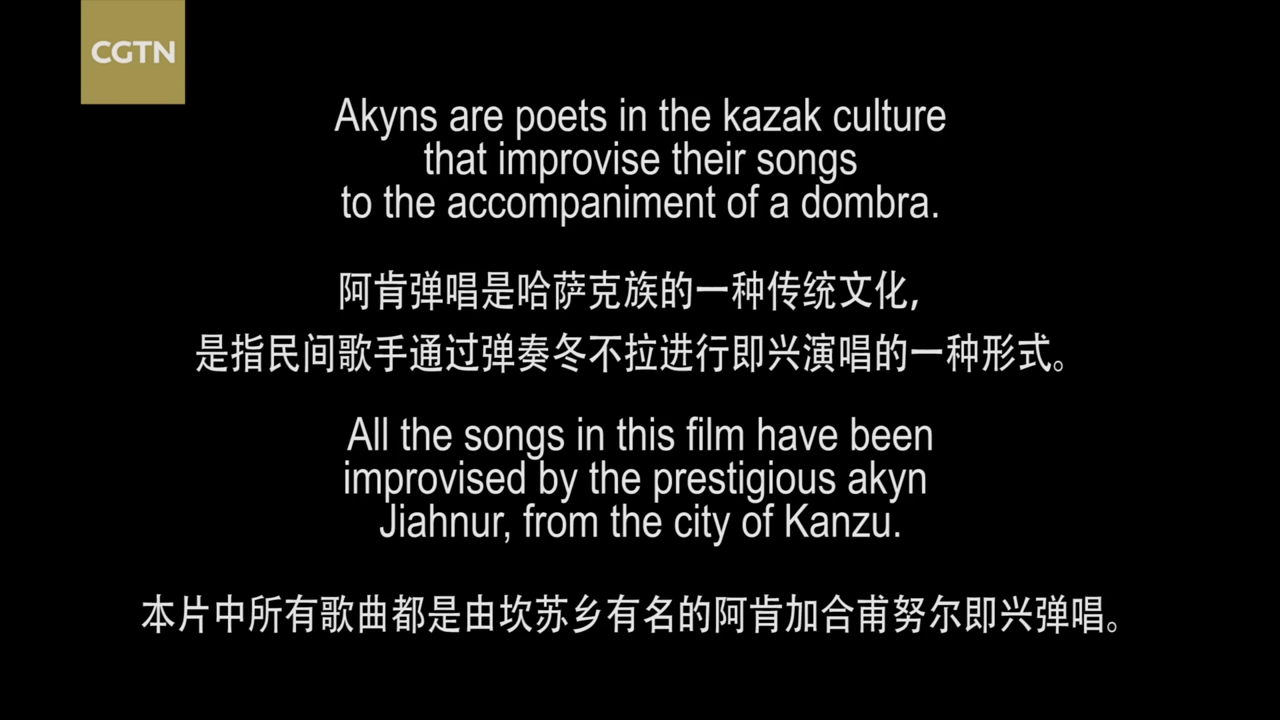 CGTN
Akyns are poets in the kazak culture
that improvise their songs
to the accompaniment of a dombra.
阿肯弹唱是哈萨克族的一种传统文化,
是指民间歌手通过弹奏冬不拉进行即兴演唱的一种形式。
All the songs in this film have been
improvised by the prestigious akyn
Jiahnur, from the city of Kanzu.
本片中所有歌曲都是由坎苏乡有名的阿肯加合甫努尔即兴弹唱。